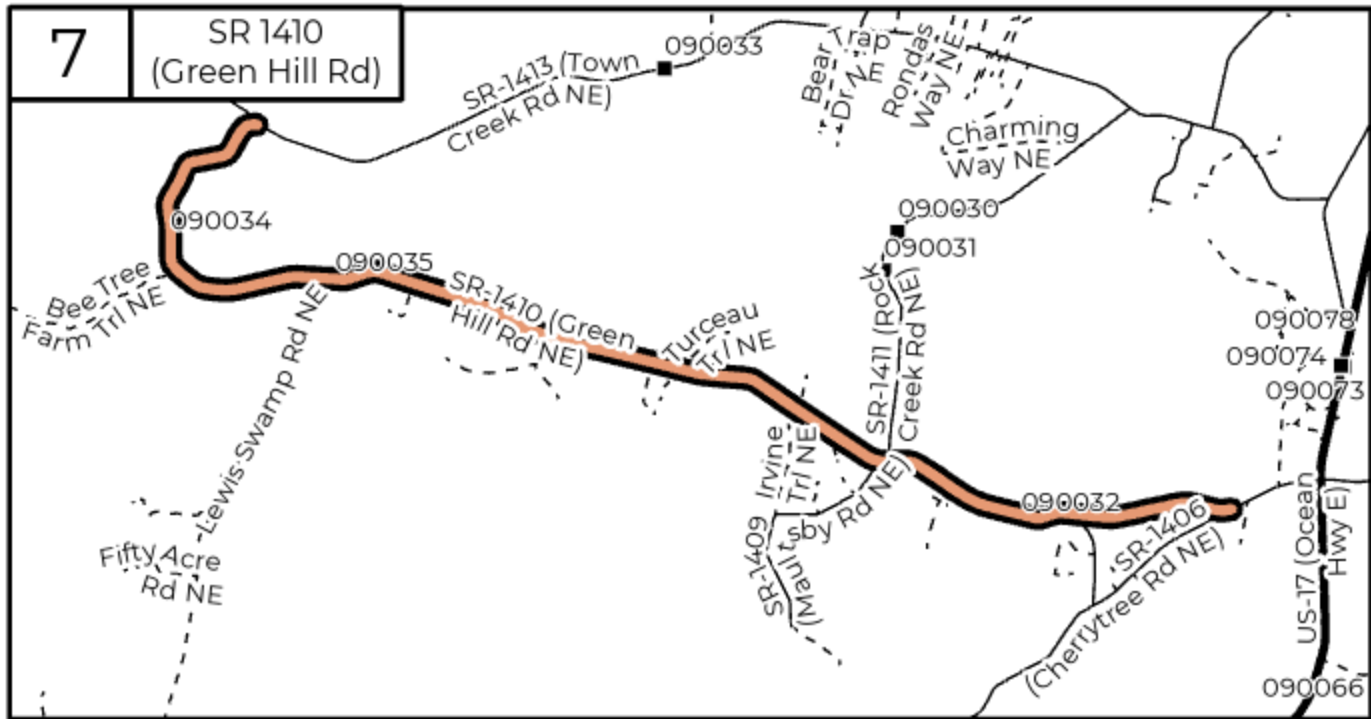 7
SR 1410
(Green Hill Rd)
090033
SR-1413 (Town
Creek Rd NE)
Bear Trap
Dr NE
Rondas
Way NE
Charming
Way NE
090034
090030
090031
Bee Tree
Farm Trl NE
090035
SR-1410 (Green
Hill Rd NE)
Turceau
Trl NE
SR-1411 (Rock
Creek Rd NE)
090078
090074
090073
Lewis Swamp Rd NE
Irvine
Trl NE
SR-1409
(Maultsby Rd NE)
090032
SR-1406
(Cherrytree Rd NE)
US-17 (Ocean
Hwy E)
Fifty Acre
Rd NE
090066